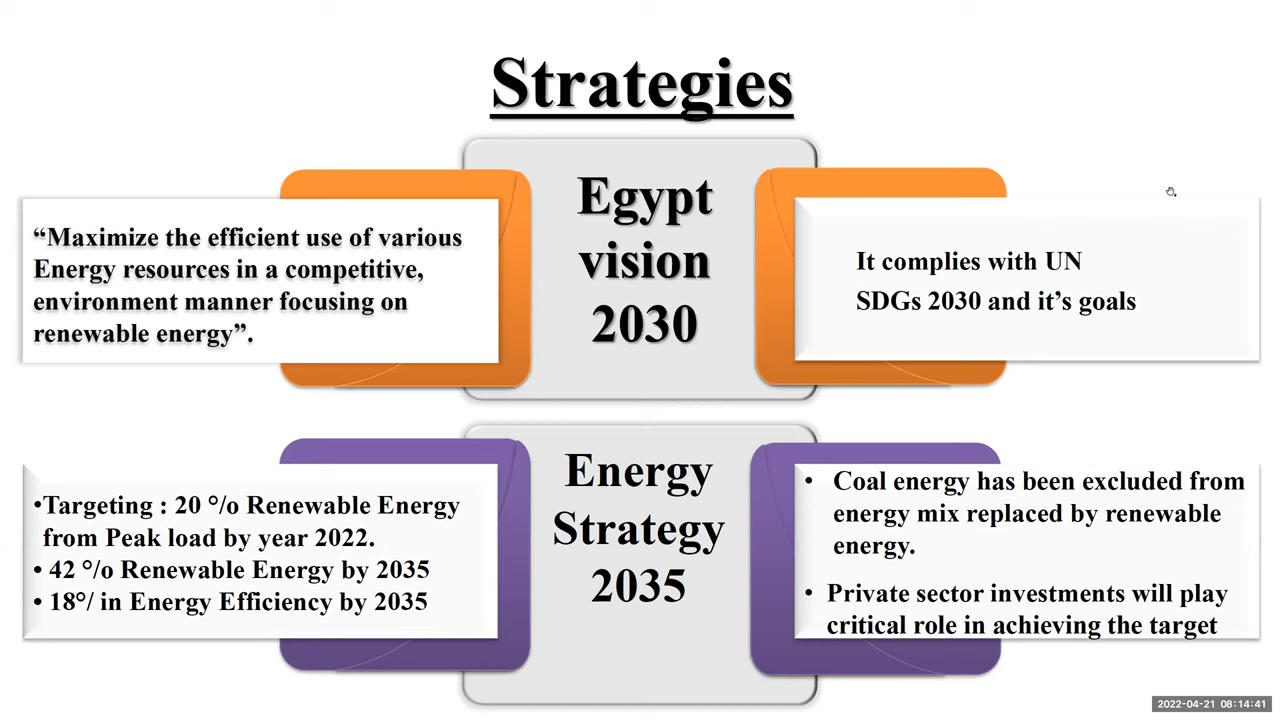 Strategies
“Maximize the efficient use of various
Energy resources in a competitive,
environment manner focusing on
renewable energy”.
Egypt
vision
2030
It complies with UN
SDGs 2030 and it’s goals
•Targeting : 20 °/o Renewable Energy
from Peak load by year 2022.
• 42 °/o Renewable Energy by 2035
• 18°/ in Energy Efficiency by 2035
Energy
Strategy
2035
• Coal energy has been excluded from
energy mix replaced by renewable
energy.
• Private sector investments will play
critical role in achieving the target
2022-04-21 08:14:41